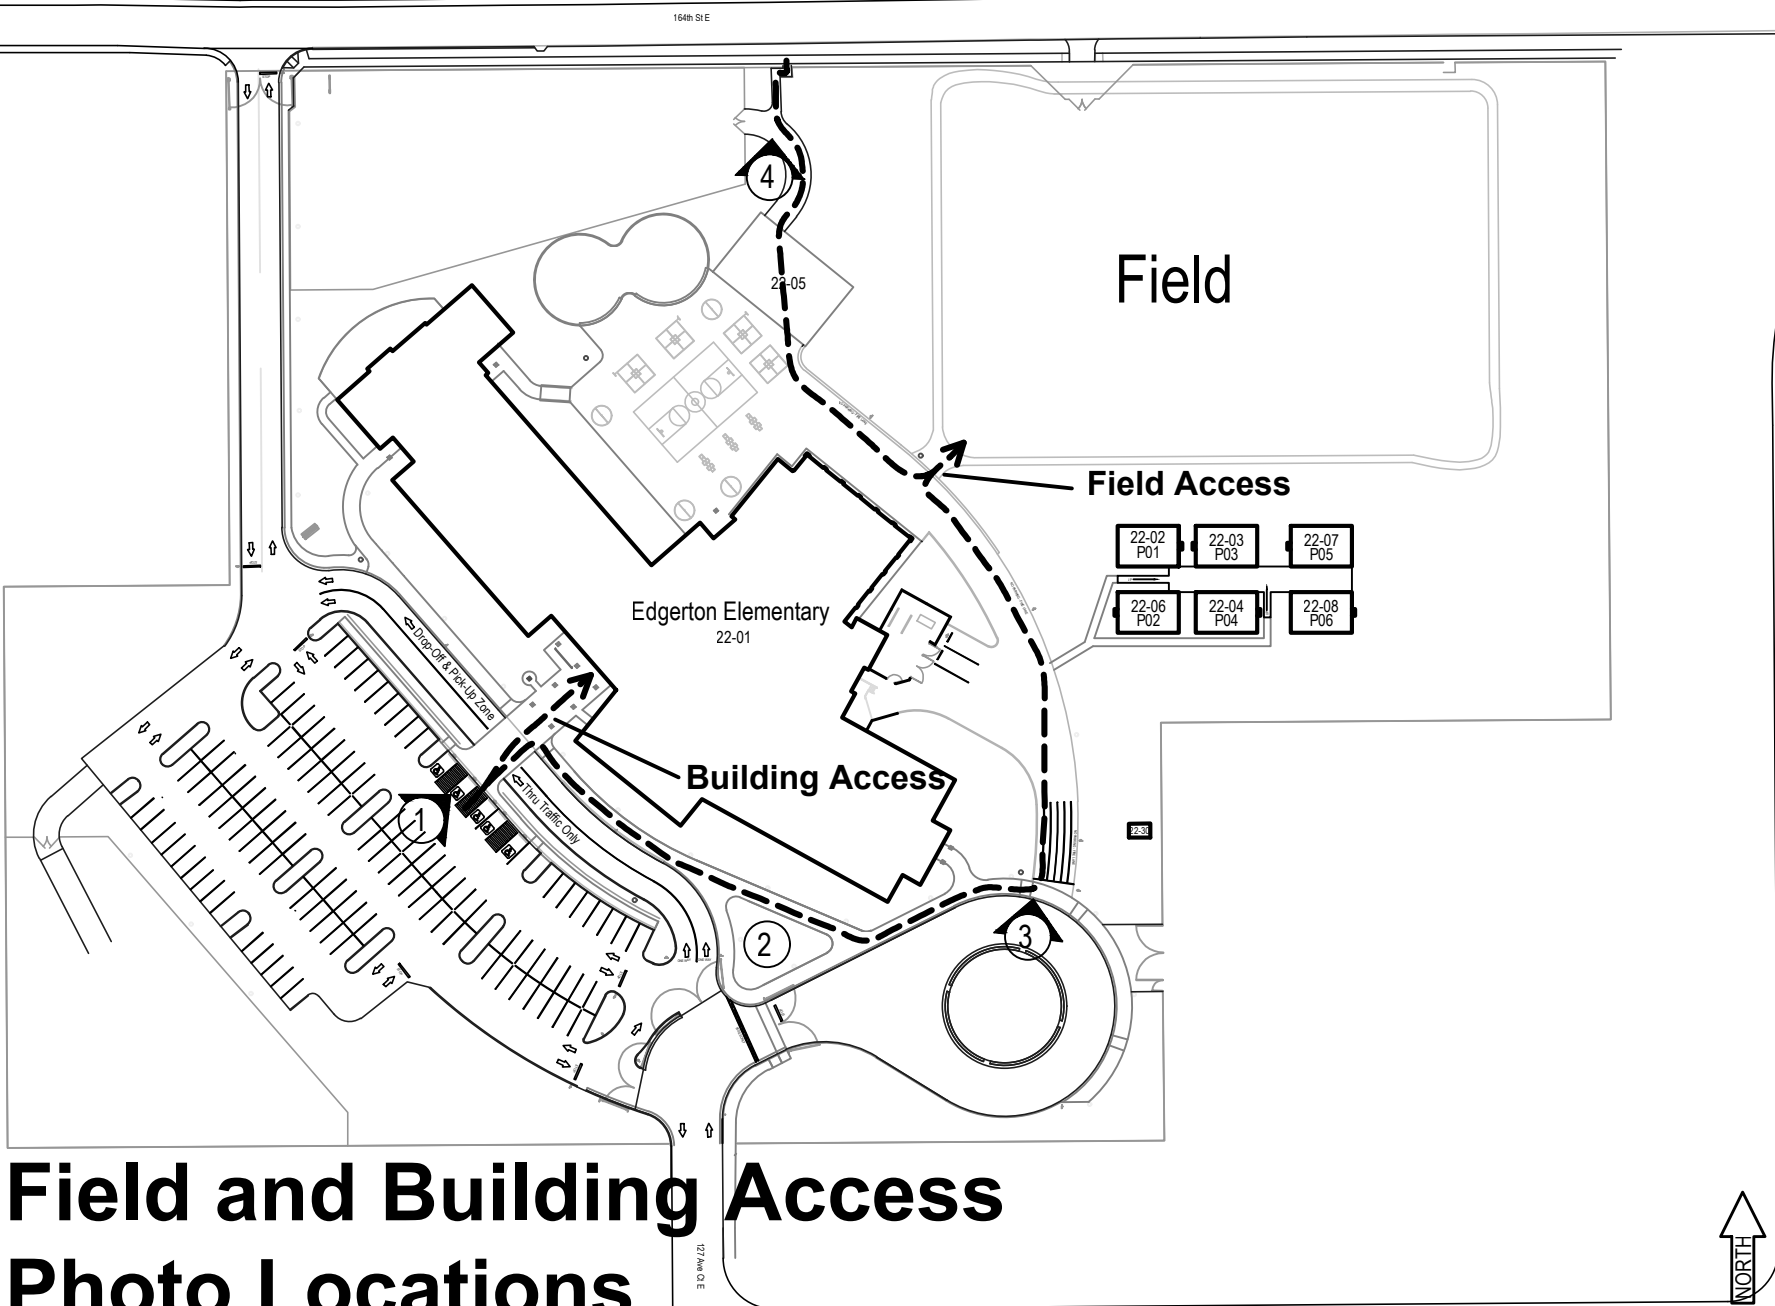 164th St E
4
22-05
Field
Field Access
22-02
P01
22-03
P03
22-07
P05
22-06
P02
22-04
P04
22-08
P06
Edgerton Elementary
22-01
Drop-Off & Pick-Up Zone
Building Access
Thru Traffic Only
1
22-30
2
3
Field and Building Access
Photo Locations
127 Ave Ct E
NORTH